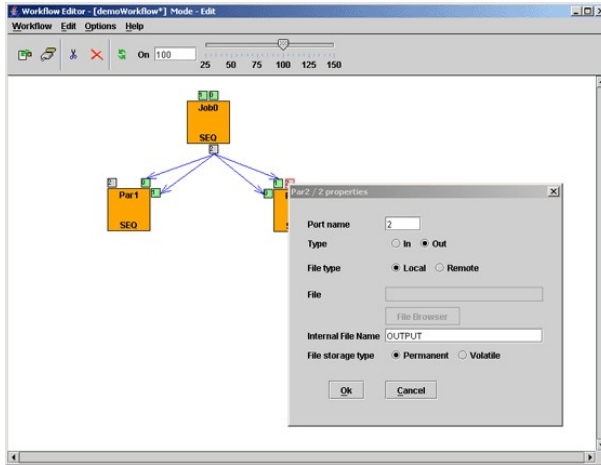 Workflow Editor - [demoWorkflow*] Mode - Edit
Workflow Edit Options Help
On 100
25 50 75 100 125 150
Job0
SEQ
Par1
SEQ
Par2 / 2 properties
Port name 2
Type In Out
File type Local Remote
File
File Browser
Internal File Name OUTPUT
File storage type Permanent Volatile
Ok Cancel